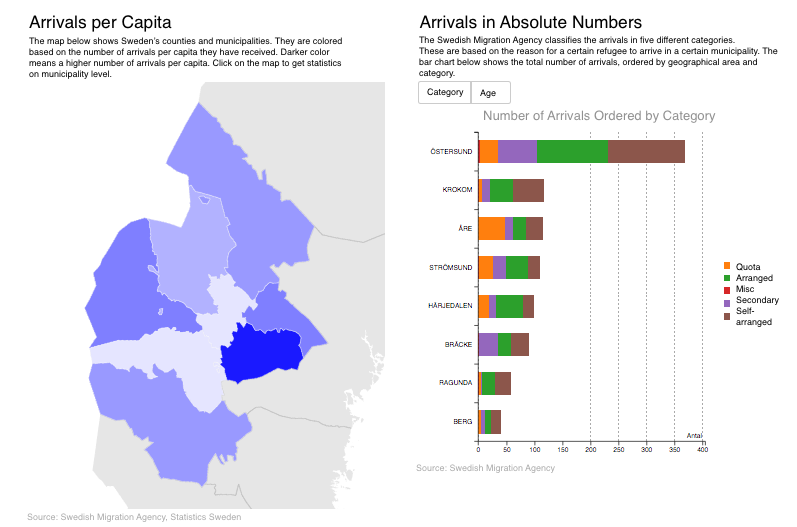 Arrivals per Capita
The map below shows Sweden's counties and municipalities. They are colored
based on the number of arrivals per capita they have received. Darker color
means a higher number of arrivals per capita. Click on the map to get statistics
on municipality level.
Source: Swedish Migration Agency, Statistics Sweden
Arrivals in Absolute Numbers
The Swedish Migration Agency classifies the arrivals in five different categories.
These are based on the reason for a certain refugee to arrive in a certain municipality. The
bar chart below shows the total number of arrivals, ordered by geographical area and
category.
Category Age
Number of Arrivals Ordered by Category
ÖSTERSUND
KROKOM
ÅRE
STRÖMSUND
HÄRJEDALEN
BRÄCKE
RAGUNDA
BERG
Antal
0 50 100 150 200 250 300 350 400
Quota
Arranged
Misc
Secondary
Self-
arranged
Source: Swedish Migration Agency